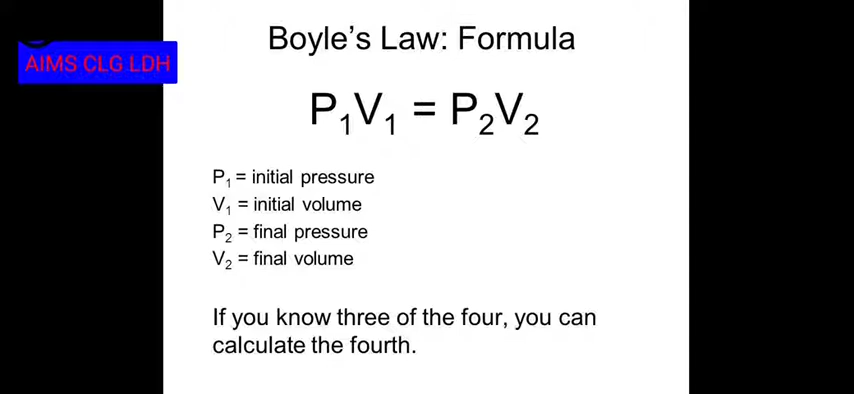 Boyle's Law: Formula
AIMS CLG LDH
P₁V₁ = P₂V₂
P₁ = initial pressure
V₁ = initial volume
P₂ = final pressure
V₂ = final volume
If you know three of the four, you can
calculate the fourth.